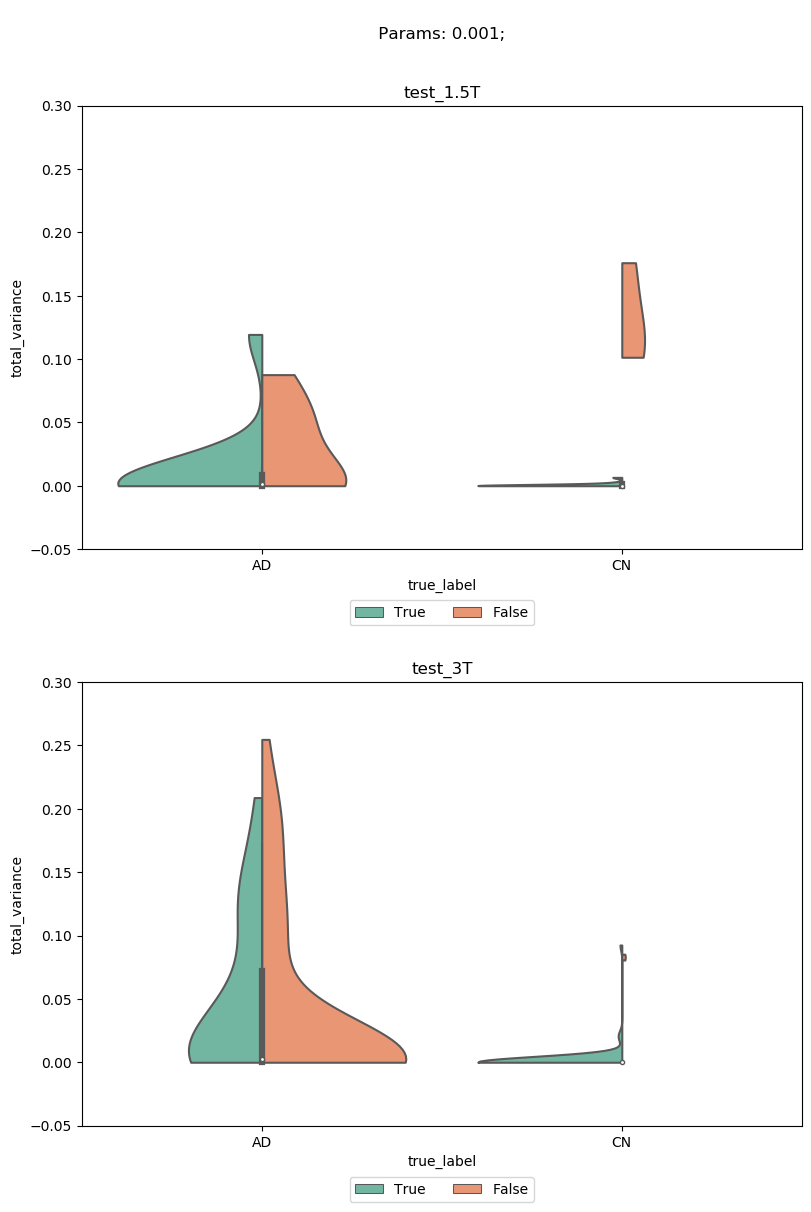 Params: 0.001;
test_1.5T
0.30
0.25
0.20
0.15
0.10
0.05
0.00
−0.05
total_variance
AD CN
true_label
True False
test_3T
0.30
0.25
0.20
0.15
0.10
0.05
0.00
−0.05
total_variance
AD CN
true_label
True False